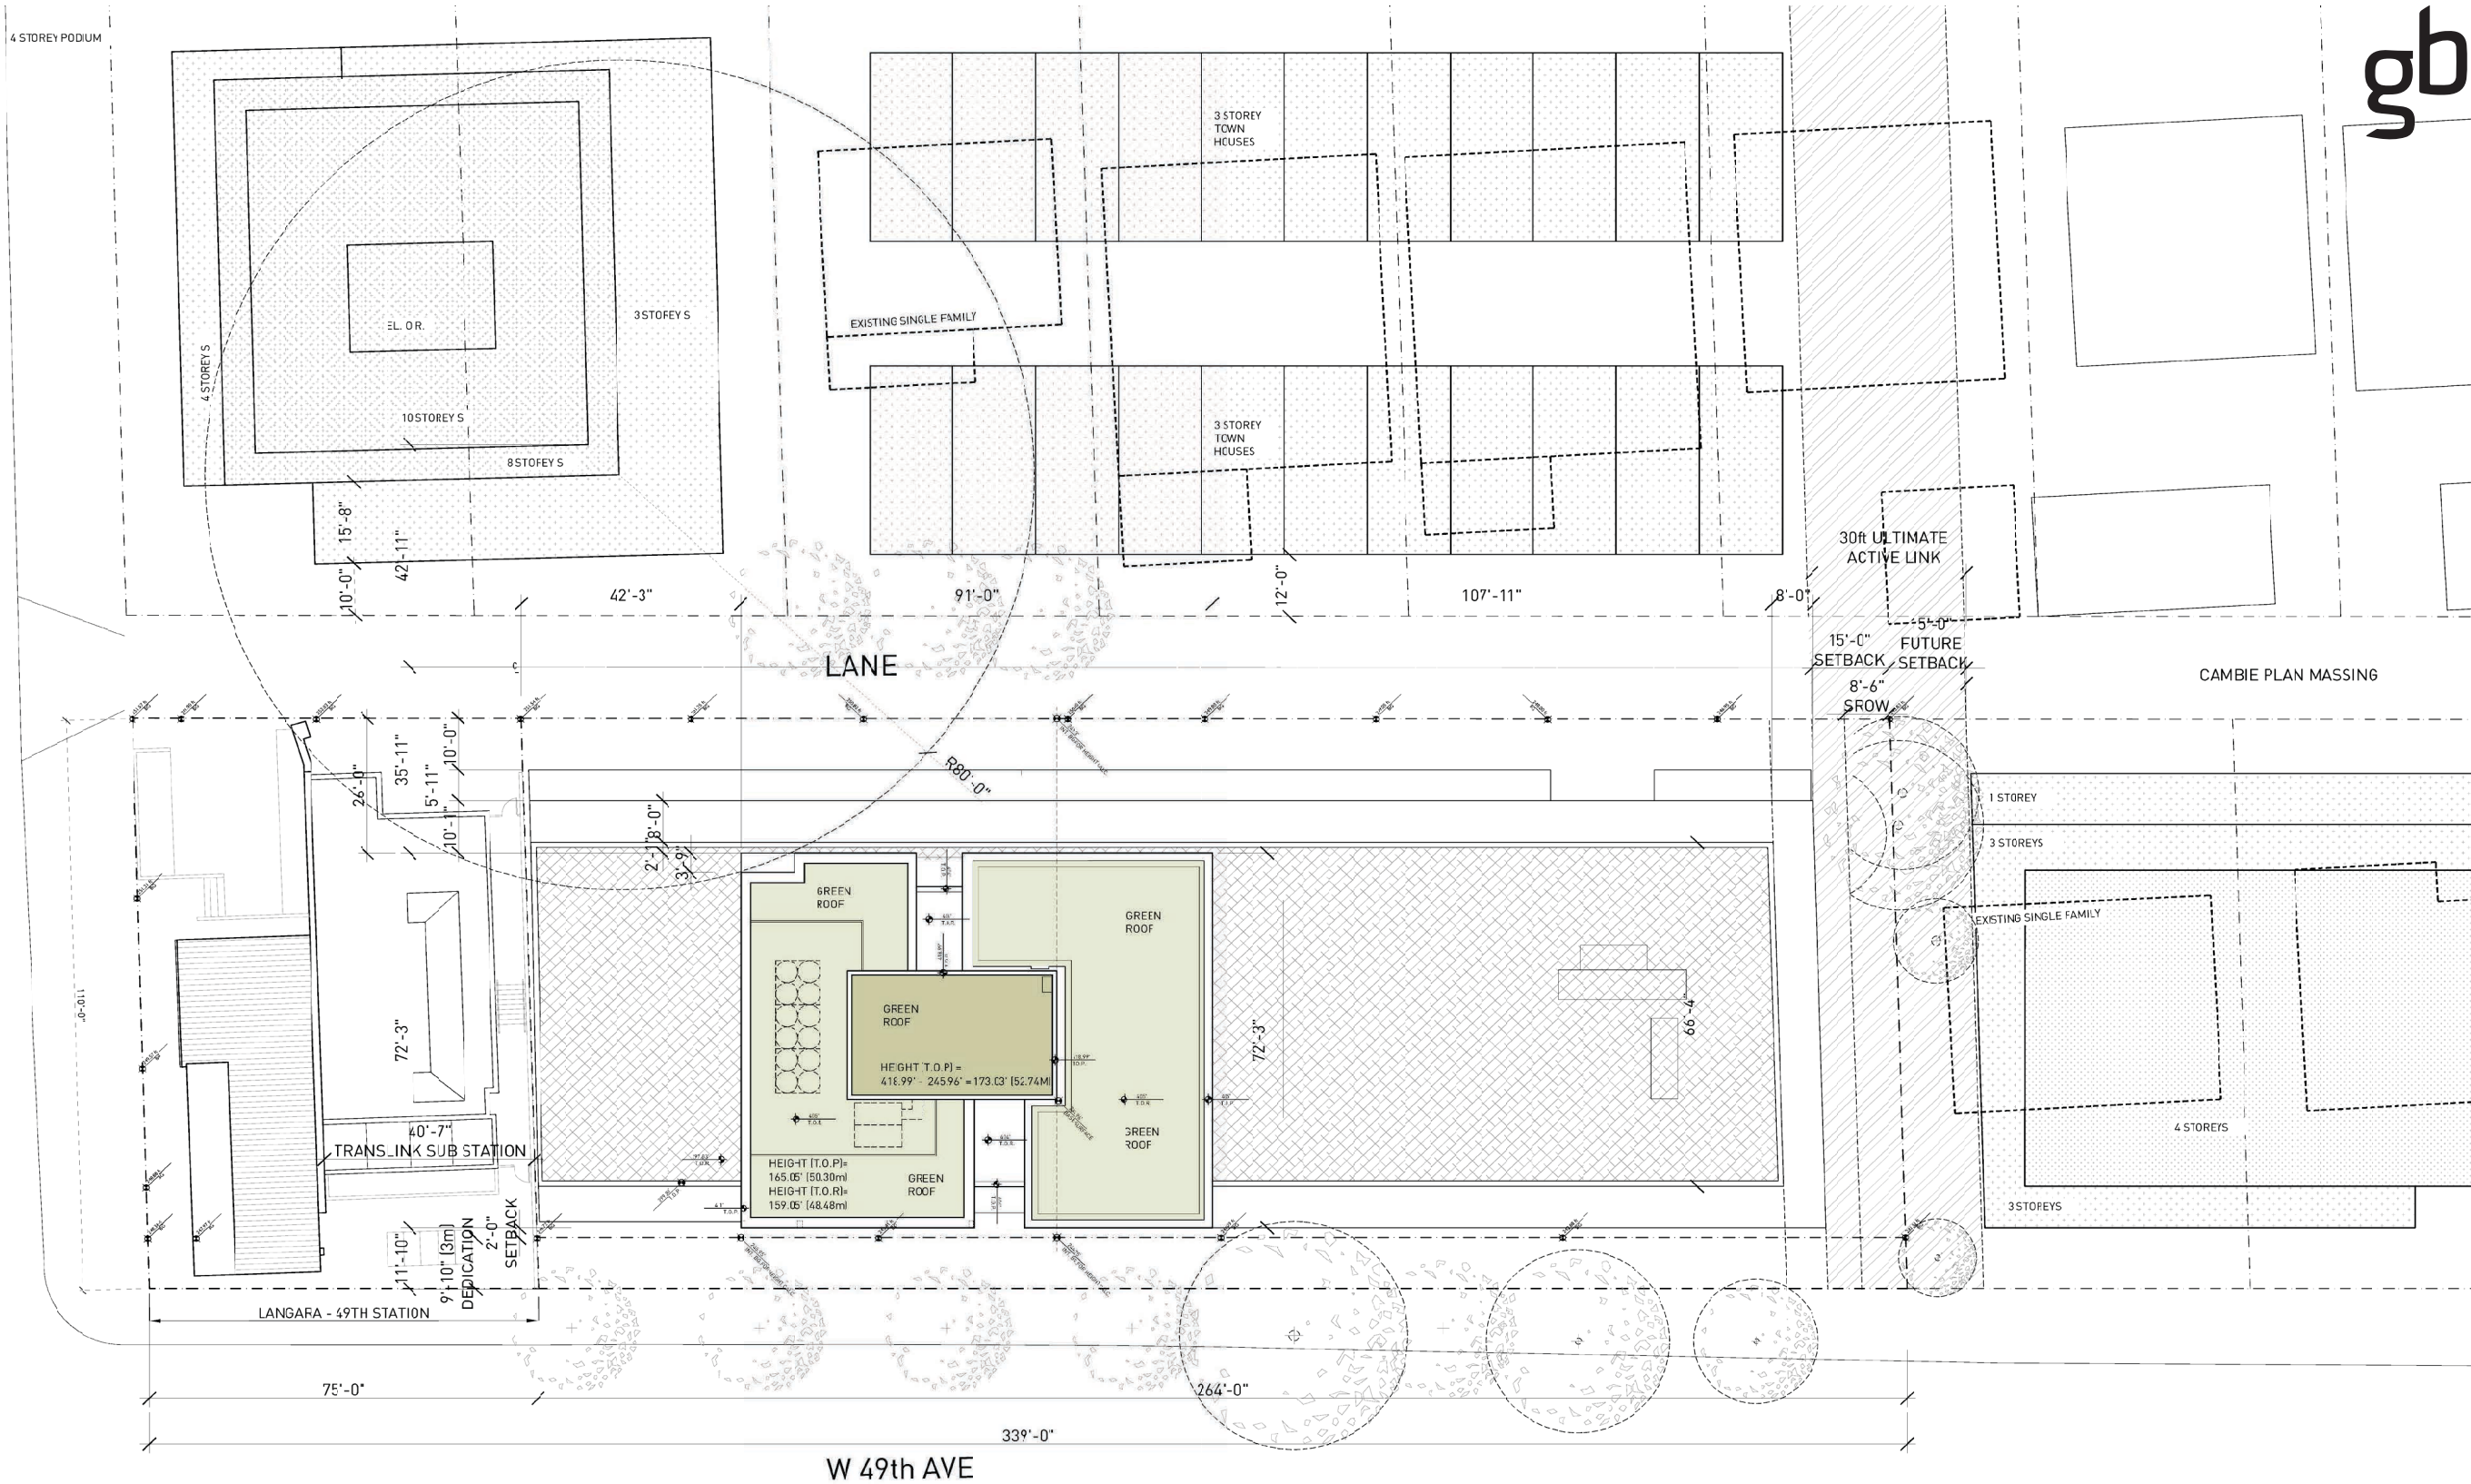 4 STOREY PODIUM
gb
3 STOREY
TOWN
HOUSES
EXISTING SINGLE FAMILY
3 STOREYS
4 STOREYS
10 STOREYS
8 STOREYS
3 STOREY
TOWN
HOUSES
15'-8"
10'-0"
42'-11"
42'-3"
91'-0"
12'-0"
107'-11"
8'-0"
30ft ULTIMATE
ACTIVE LINK
15'-0"
SETBACK
5'-0"
FUTURE
SETBACK
8'-6"
SROW
LANE
CAMBIE PLAN MASSING
26'-0"
35'-11"
5'-11"
10'-0"
10'-1"
R80'-0"
2'-1"
8'-0"
3'-9"
1 STOREY
3 STOREYS
GREEN
ROOF
GREEN
ROOF
EXISTING SINGLE FAMILY
GREEN
ROOF
HEIGHT (T.O.P) =
418.99' - 245.96' = 173.03' (52.74M)
110'-0"
72'-3"
72'-3"
66'-4"
GREEN
ROOF
4 STOREYS
40'-7"
TRANSLINK SUB STATION
HEIGHT (T.O.P)=
165.05' (50.30m)
HEIGHT (T.O.R)=
159.05' (48.48m)
GREEN
ROOF
3 STOREYS
11'-10"
9'-10" (3m)
DEDICATION
2'-0"
SETBACK
LANGARA - 49TH STATION
75'-0"
264'-0"
339'-0"
W 49th AVE